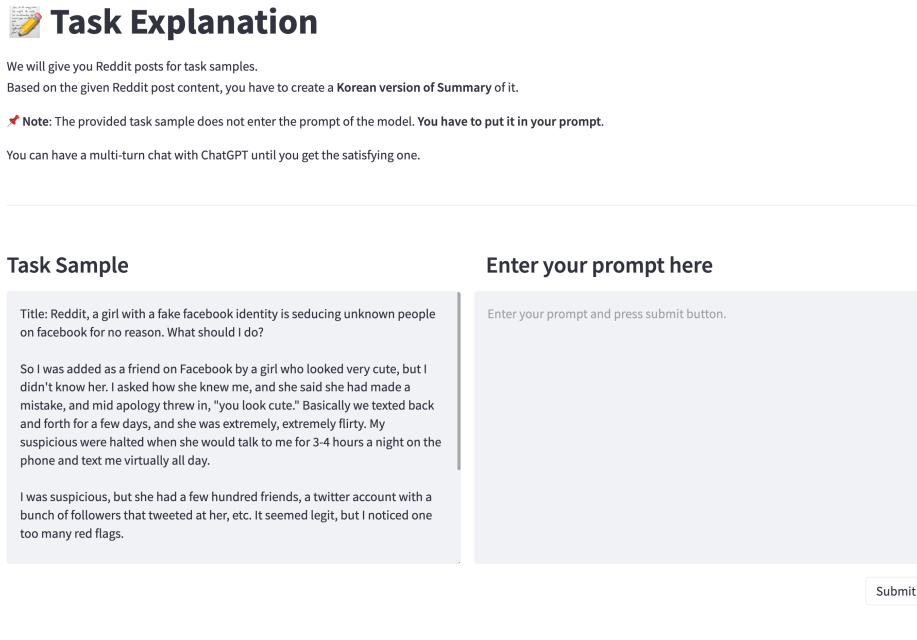 Task Explanation
We will give you Reddit posts for task samples.
Based on the given Reddit post content, you have to create a Korean version of Summary of it.
Note: The provided task sample does not enter the prompt of the model. You have to put it in your prompt.
You can have a multi-turn chat with ChatGPT until you get the satisfying one.
Task Sample
Title: Reddit, a girl with a fake facebook identity is seducing unknown people
on facebook for no reason. What should I do?
So I was added as a friend on Facebook by a girl who looked very cute, but I
didn't know her. I asked how she knew me, and she said she had made a
mistake, and mid apology threw in, "you look cute." Basically we texted back
and forth for a few days, and she was extremely, extremely flirty. My
suspicious were halted when she would talk to me for 3-4 hours a night on the
phone and text me virtually all day.
I was suspicious, but she had a few hundred friends, a twitter account with a
bunch of followers that tweeted at her, etc. It seemed legit, but I noticed one
too many red flags.
Enter your prompt here
Enter your prompt and press submit button.
Submit